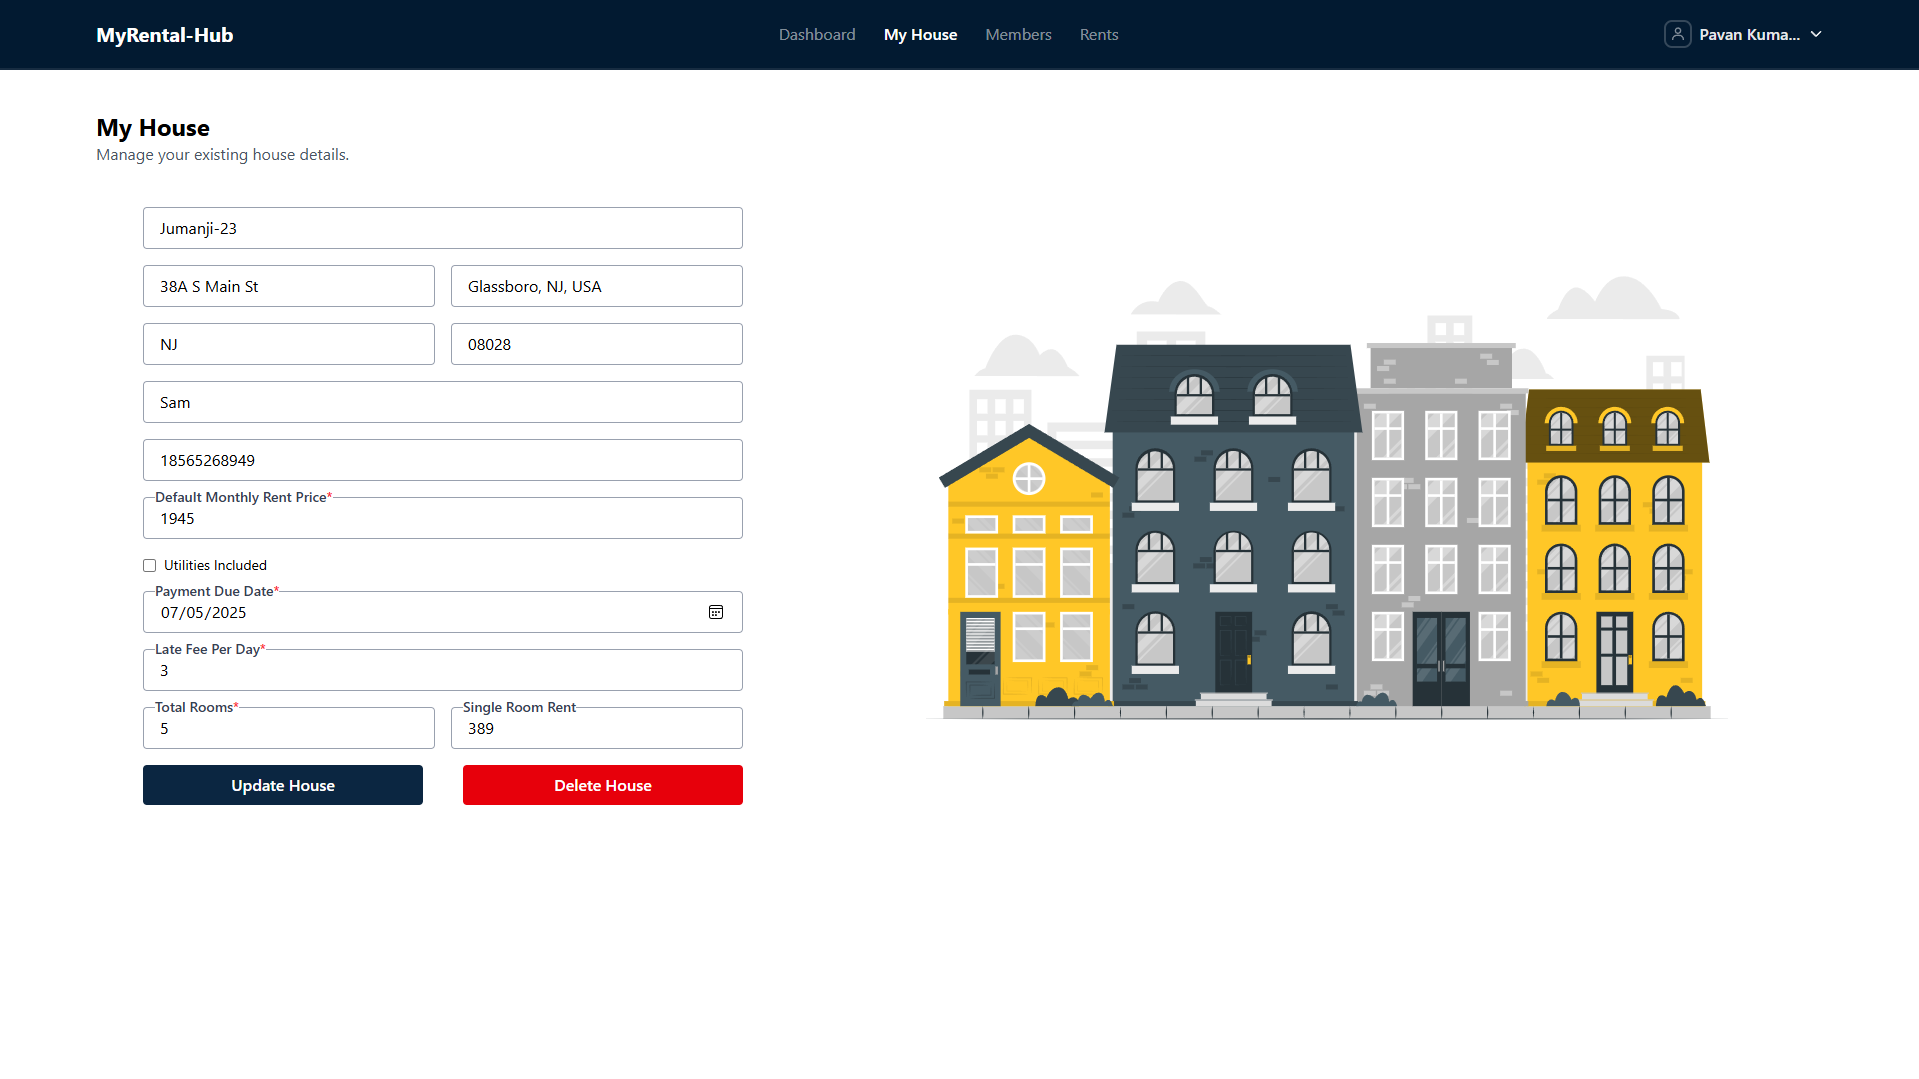 MyRental-Hub
Dashboard
My House
Members
Rents
Pavan Kuma...
My House
Manage your existing house details.
Jumanji-23
38A S Main St
Glassboro, NJ, USA
NJ
08028
Sam
18565268949
Default Monthly Rent Price*
1945
Utilities Included
Payment Due Date*
07/05/2025
Late Fee Per Day*
3
Total Rooms*
5
Single Room Rent
389
Update House
Delete House